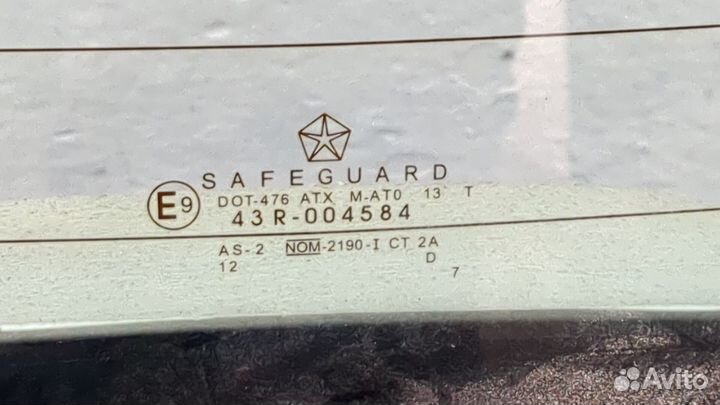 SAFEGUARD
E9
DOT-476 ATX M-AT0 13 T
43R-004584
AS-2 NOM-2190-I CT 2A
12 D
7
Avito